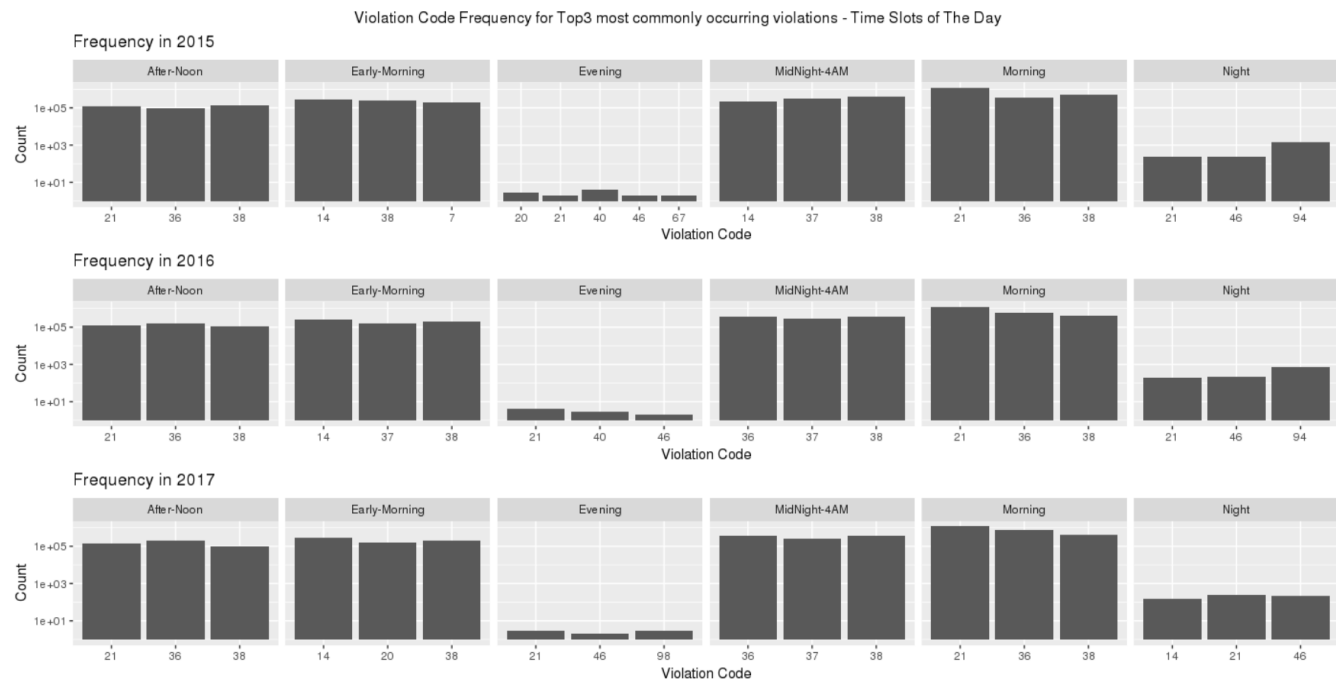 Violation Code Frequency for Top3 most commonly occurring violations - Time Slots of The Day
Frequency in 2015
After-Noon Early-Morning Evening MidNight-4AM Morning Night
Count
1e+05
1e+03
1e+01
21 36 38 14 38 7 20 21 40 46 67 14 37 38 21 36 38 21 46 94
Violation Code
Frequency in 2016
After-Noon Early-Morning Evening MidNight-4AM Morning Night
Count
1e+05
1e+03
1e+01
21 36 38 14 37 38 21 40 46 36 37 38 21 36 38 21 46 94
Violation Code
Frequency in 2017
After-Noon Early-Morning Evening MidNight-4AM Morning Night
Count
1e+05
1e+03
1e+01
21 36 38 14 20 38 21 46 98 36 37 38 21 36 38 14 21 46
Violation Code